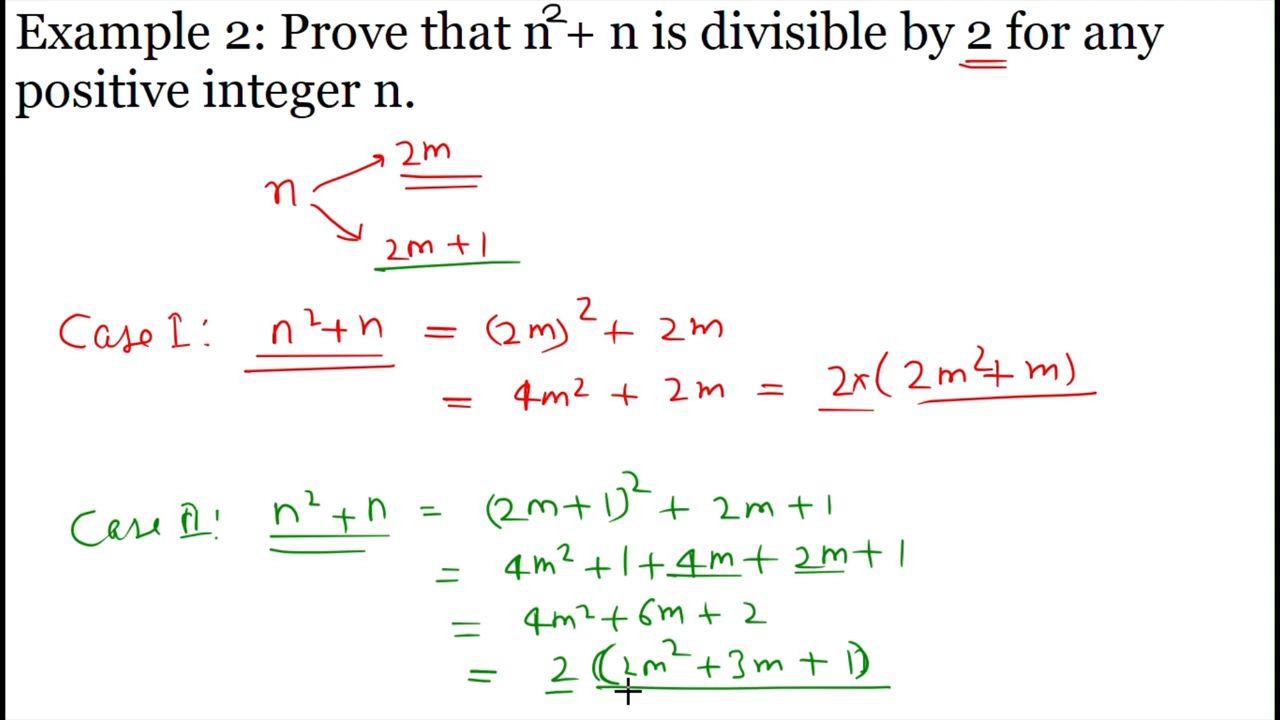 Example 2: Prove that n²+ n is divisible by 2 for any
positive integer n.
2m
n
2m + 1
Case I: n²+n = (2m)² + 2m
= 4m² + 2m = 2×(2m²+ m)
Case II: n²+n = (2m+1)² + 2m+1
= 4m² +1+4m+ 2m+1
= 4m²+6m+ 2
= 2 ((2m²+3m+1)